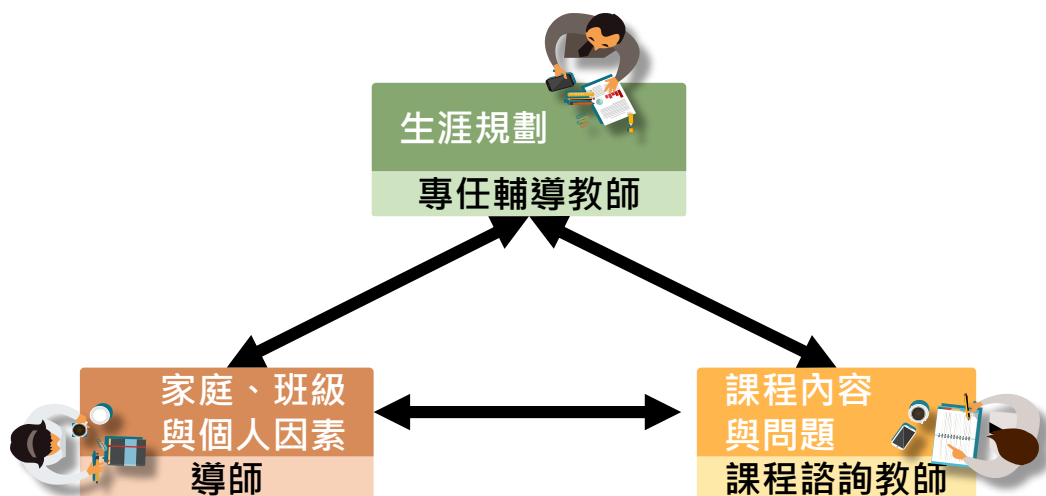 生涯規劃
專任輔導教師
家庭、班級
與個人因素
導師
課程內容
與問題
課程諮詢教師